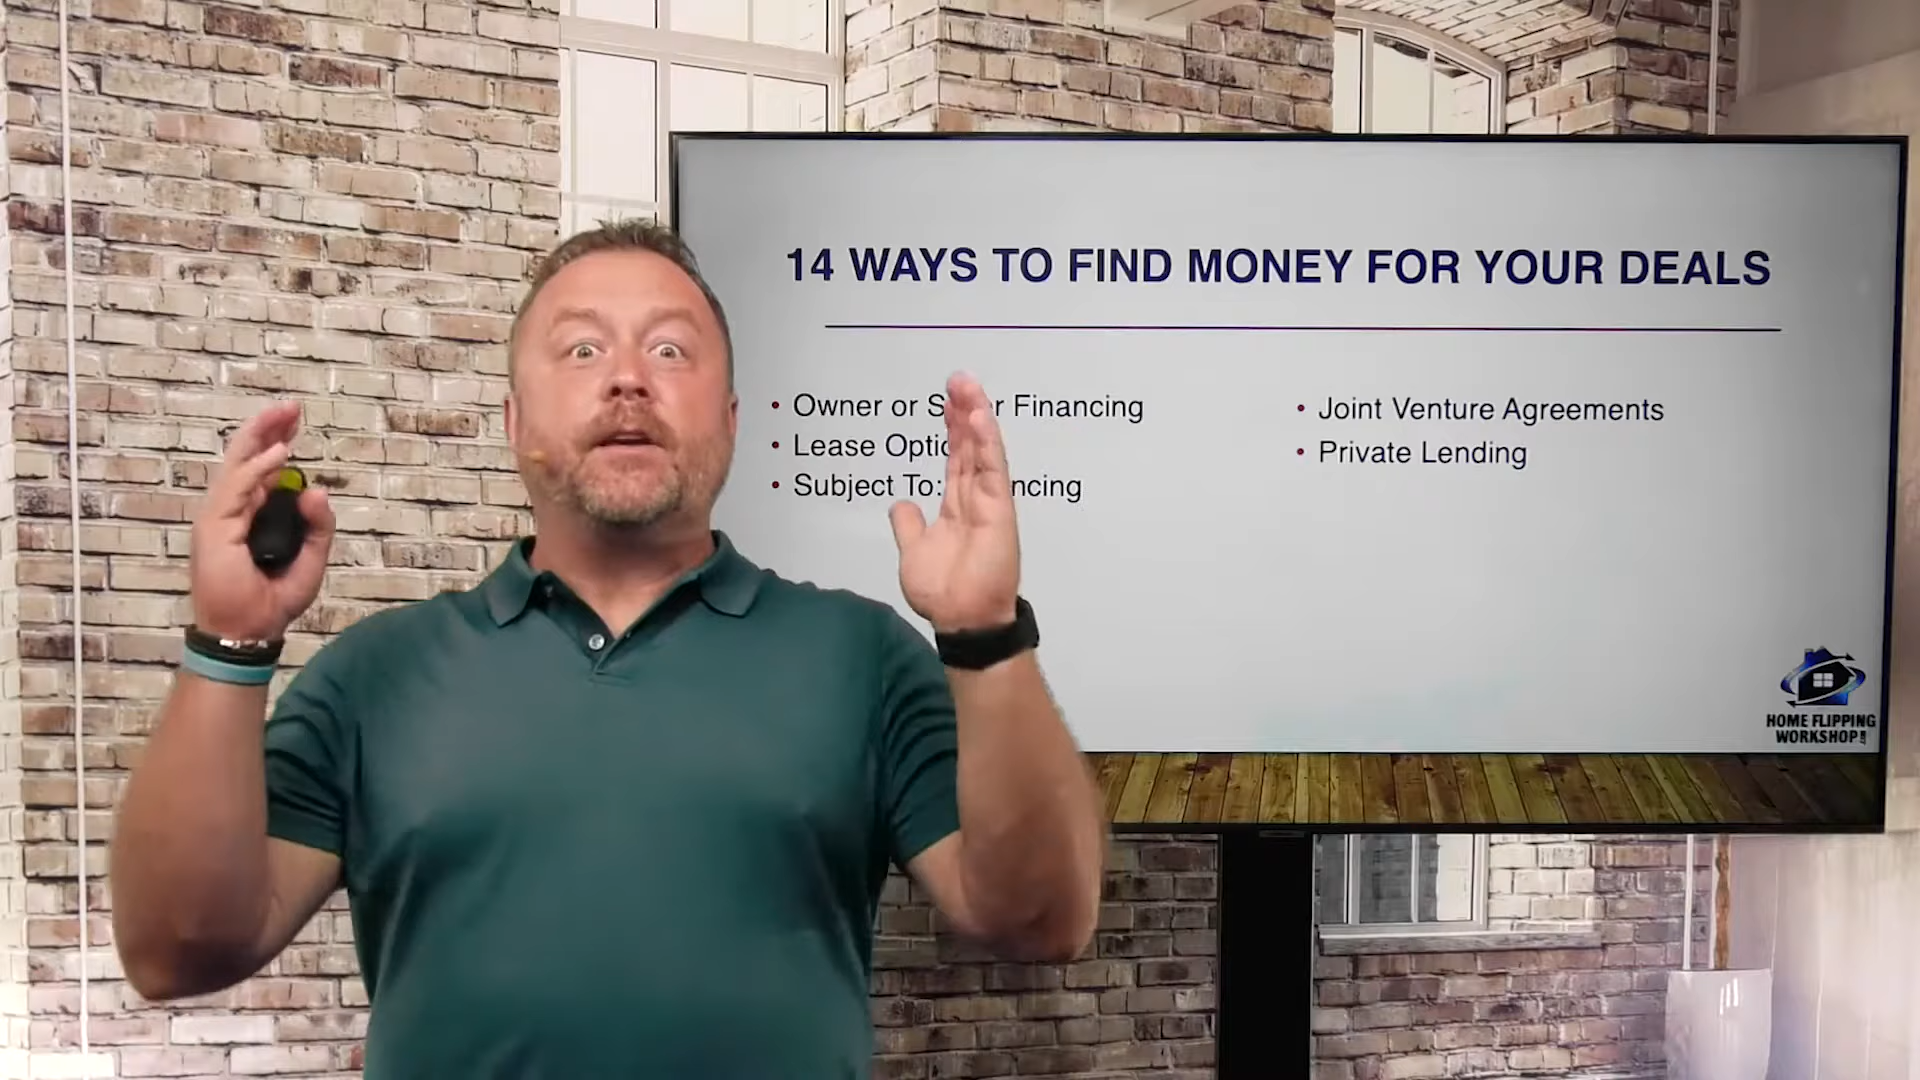 14 WAYS TO FIND MONEY FOR YOUR DEALS
• Owner or Financing
• Lease
• Subject To:
• Joint Venture Agreements
• Private Lending
HOME FLIPPING
WORKSHOP